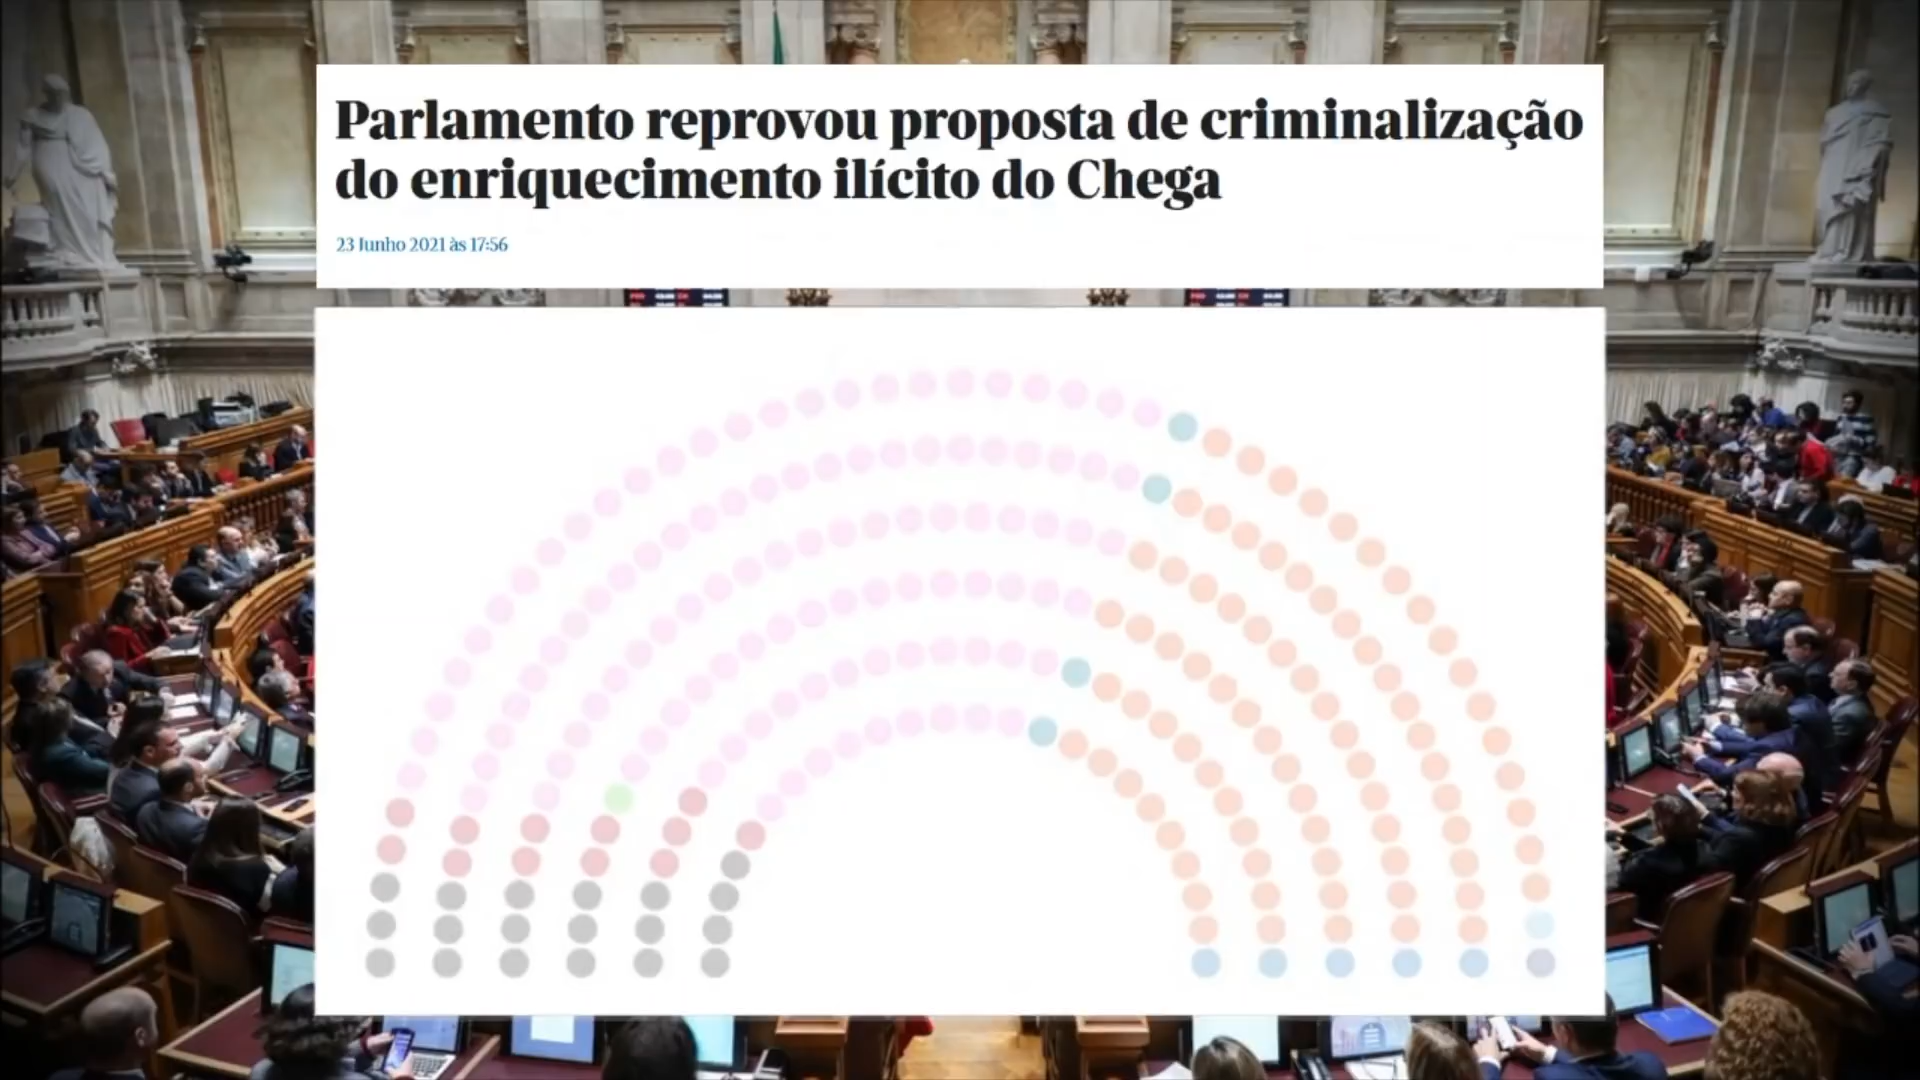 Parlamento reprovou proposta de criminalização
do enriquecimento ilícito do Chega
23 Junho 2021 às 17:56